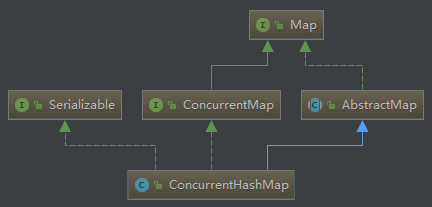 I Map
I Serializable
I ConcurrentMap
C AbstractMap
C ConcurrentHashMap